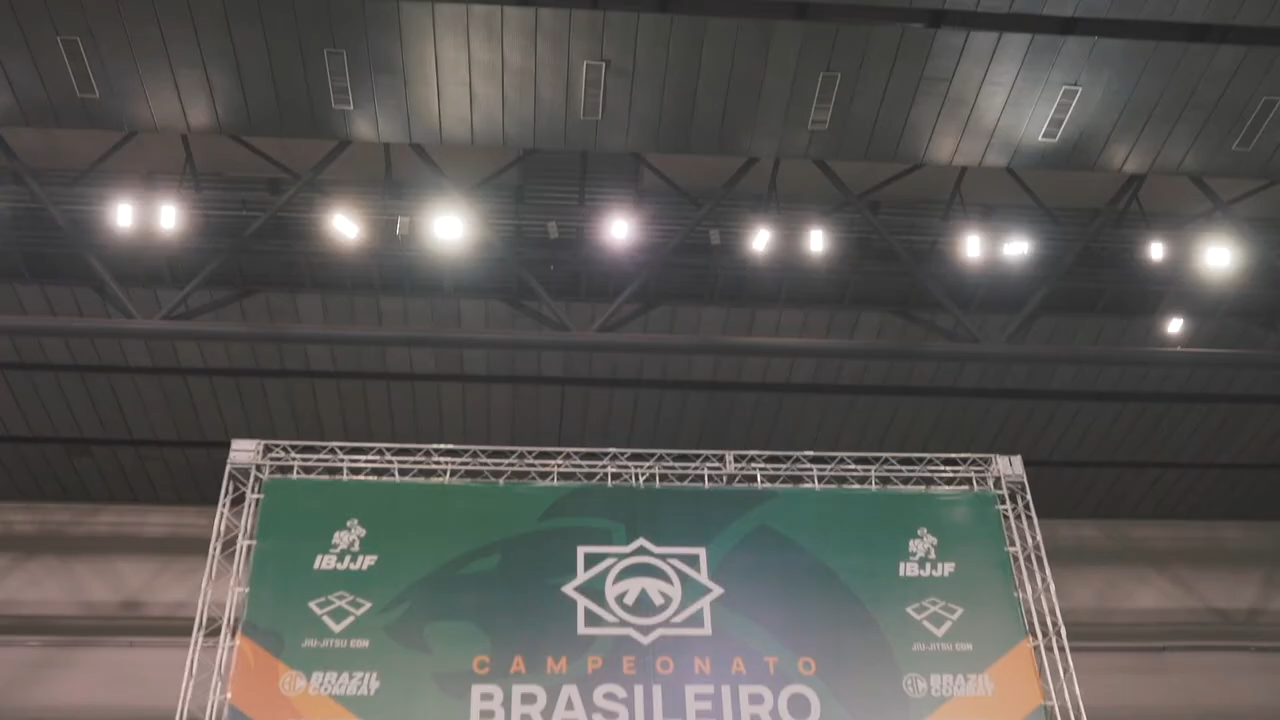 IBJJF
JIU-JITSU CON
BRAZIL
COMBAT
CAMPEONATO
BRASILEIRO
IBJJF
JIU-JITSU CON
BRAZIL
COMBAT